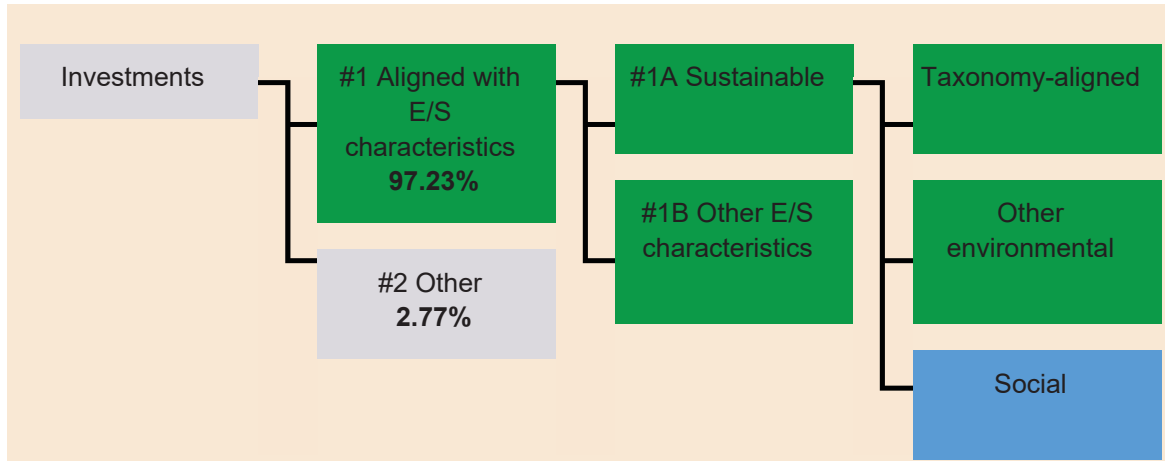 Investments
#1 Aligned with
E/S
characteristics
97.23%
#2 Other
2.77%
#1A Sustainable
#1B Other E/S
characteristics
Taxonomy-aligned
Other
environmental
Social